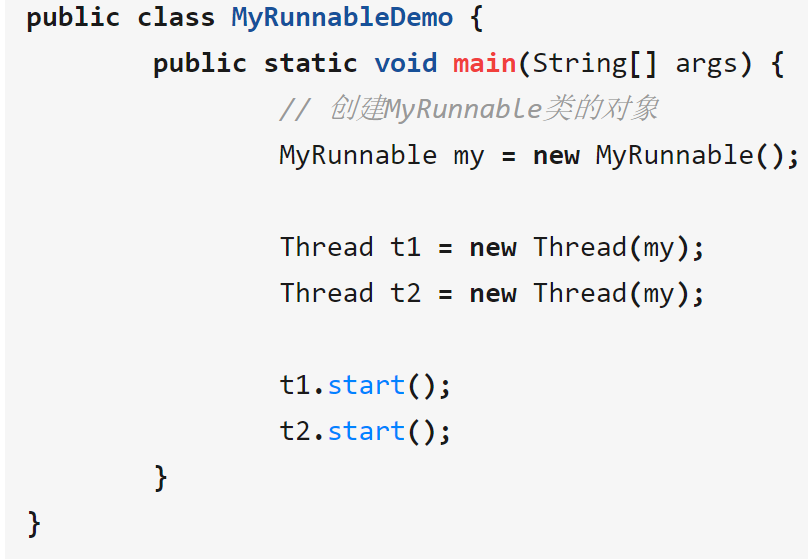 public class MyRunnableDemo {
public static void main(String[] args) {
// 创建MyRunnable类的对象
MyRunnable my = new MyRunnable();
Thread t1 = new Thread(my);
Thread t2 = new Thread(my);
t1.start();
t2.start();
}
}